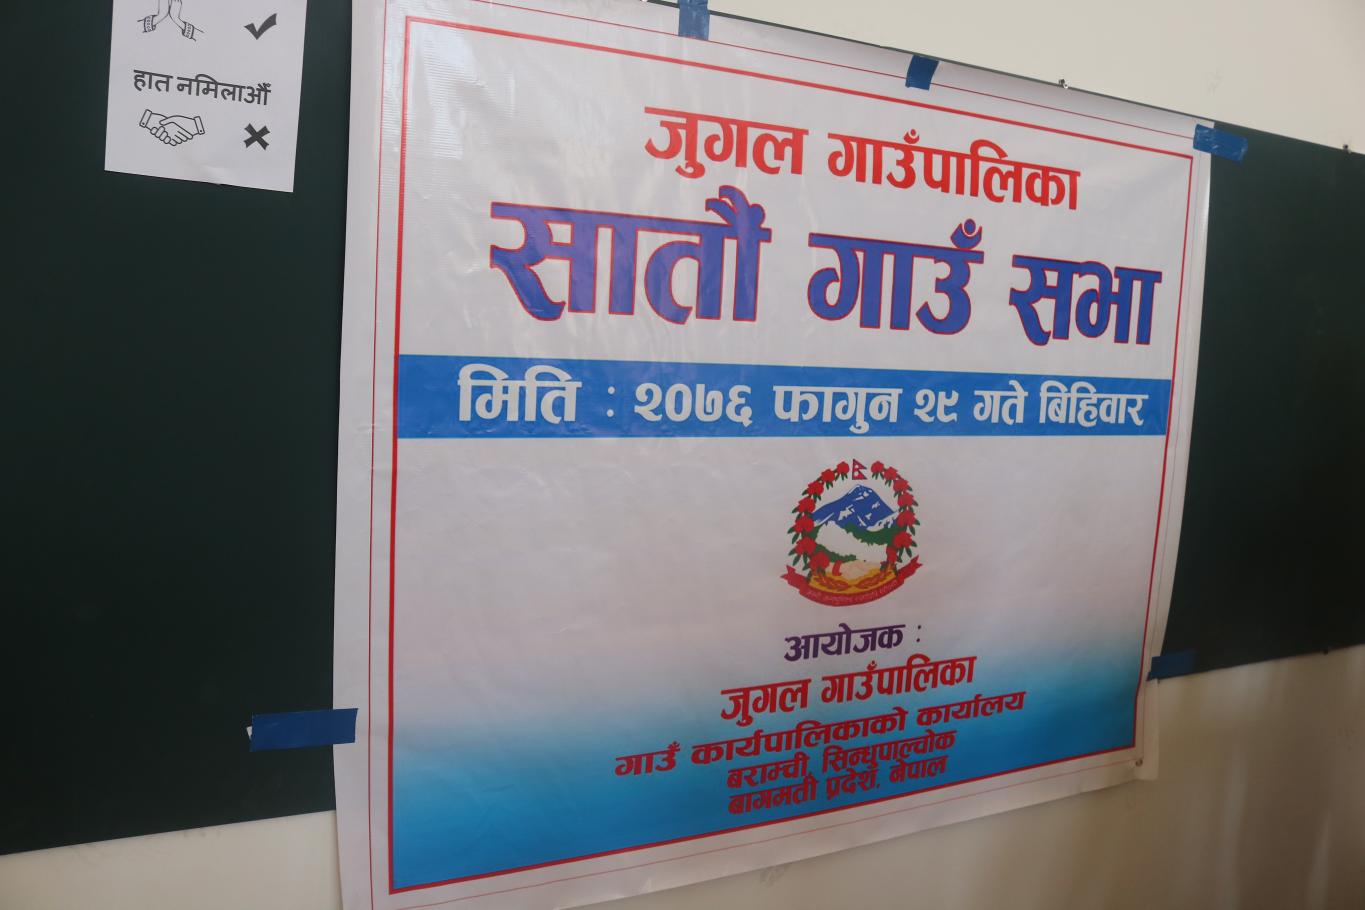 हात नमिलाऔँ
जुगल गाउँपालिका
सातौं गाउँ सभा
मिति : २०७६ फागुन २९ गते बिहिवार
आयोजक :
जुगल गाउँपालिका
गाउँ कार्यपालिकाको कार्यालय
बराम्ची, सिन्धुपाल्चोक
बागमती प्रदेश, नेपाल